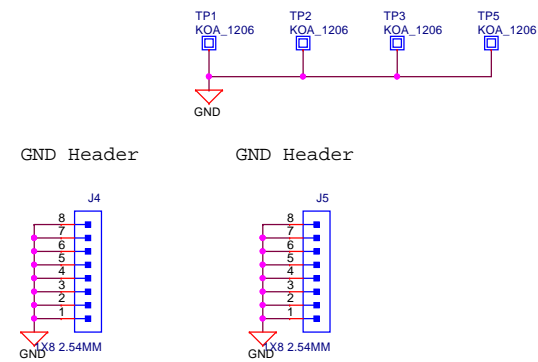 TP1 TP2 TP3 TP5
KOA_1206 KOA_1206 KOA_1206 KOA_1206
GND
GND Header GND Header
J4 J5
8 8
7 7
6 6
5 5
4 4
3 3
2 2
1 1
GND 1X8 2.54MM GND 1X8 2.54MM